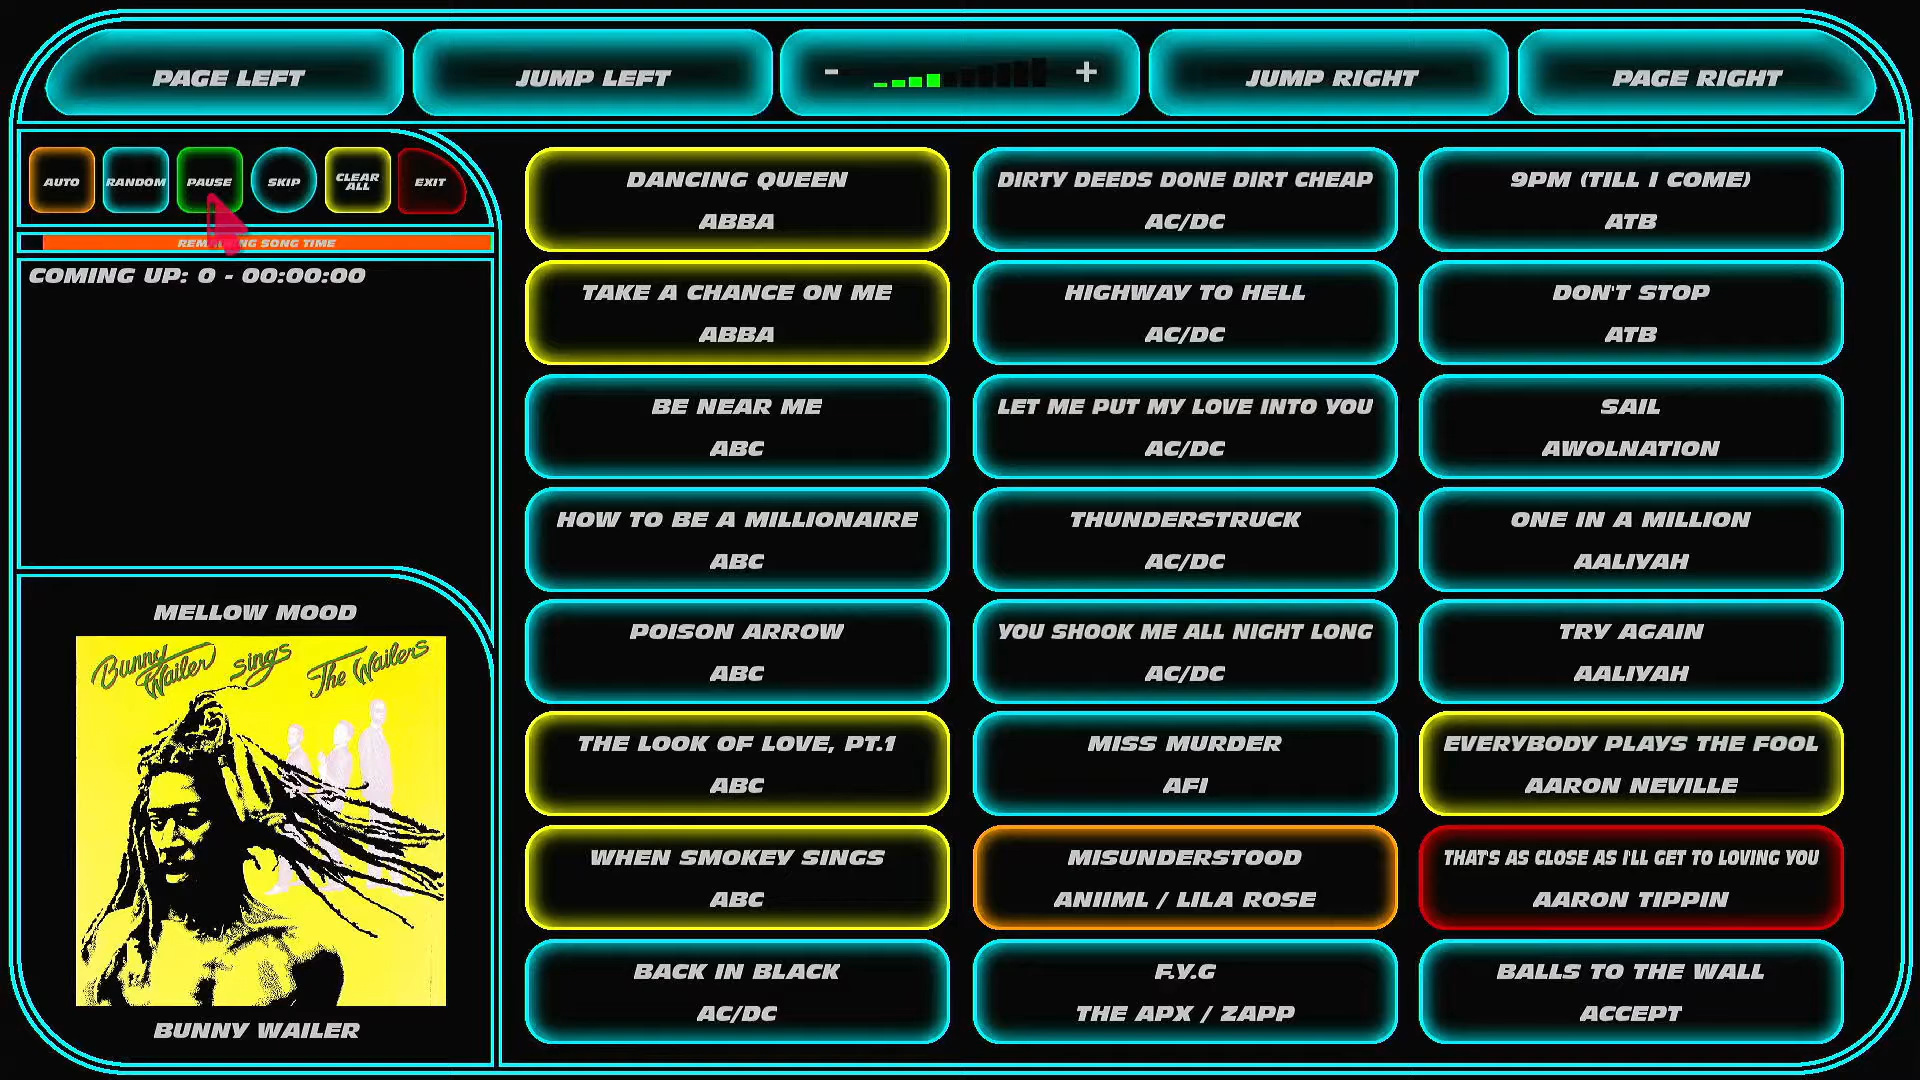 PAGE LEFT
JUMP LEFT
- +
JUMP RIGHT
PAGE RIGHT
AUTO
RANDOM
PAUSE
SKIP
CLEAR
ALL
EXIT
REMAINING SONG TIME
COMING UP: 0 - 00:00:00
MELLOW MOOD
Bunny Wailer sings The Wailers
BUNNY WAILER
DANCING QUEEN
ABBA
TAKE A CHANCE ON ME
ABBA
BE NEAR ME
ABC
HOW TO BE A MILLIONAIRE
ABC
POISON ARROW
ABC
THE LOOK OF LOVE, PT.1
ABC
WHEN SMOKEY SINGS
ABC
BACK IN BLACK
AC/DC
DIRTY DEEDS DONE DIRT CHEAP
AC/DC
HIGHWAY TO HELL
AC/DC
LET ME PUT MY LOVE INTO YOU
AC/DC
THUNDERSTRUCK
AC/DC
YOU SHOOK ME ALL NIGHT LONG
AC/DC
MISS MURDER
AFI
MISUNDERSTOOD
ANIIML / LILA ROSE
F.Y.G
THE APX / ZAPP
9PM (TILL I COME)
ATB
DON'T STOP
ATB
SAIL
AWOLNATION
ONE IN A MILLION
AALIYAH
TRY AGAIN
AALIYAH
EVERYBODY PLAYS THE FOOL
AARON NEVILLE
THAT'S AS CLOSE AS I'LL GET TO LOVING YOU
AARON TIPPIN
BALLS TO THE WALL
ACCEPT